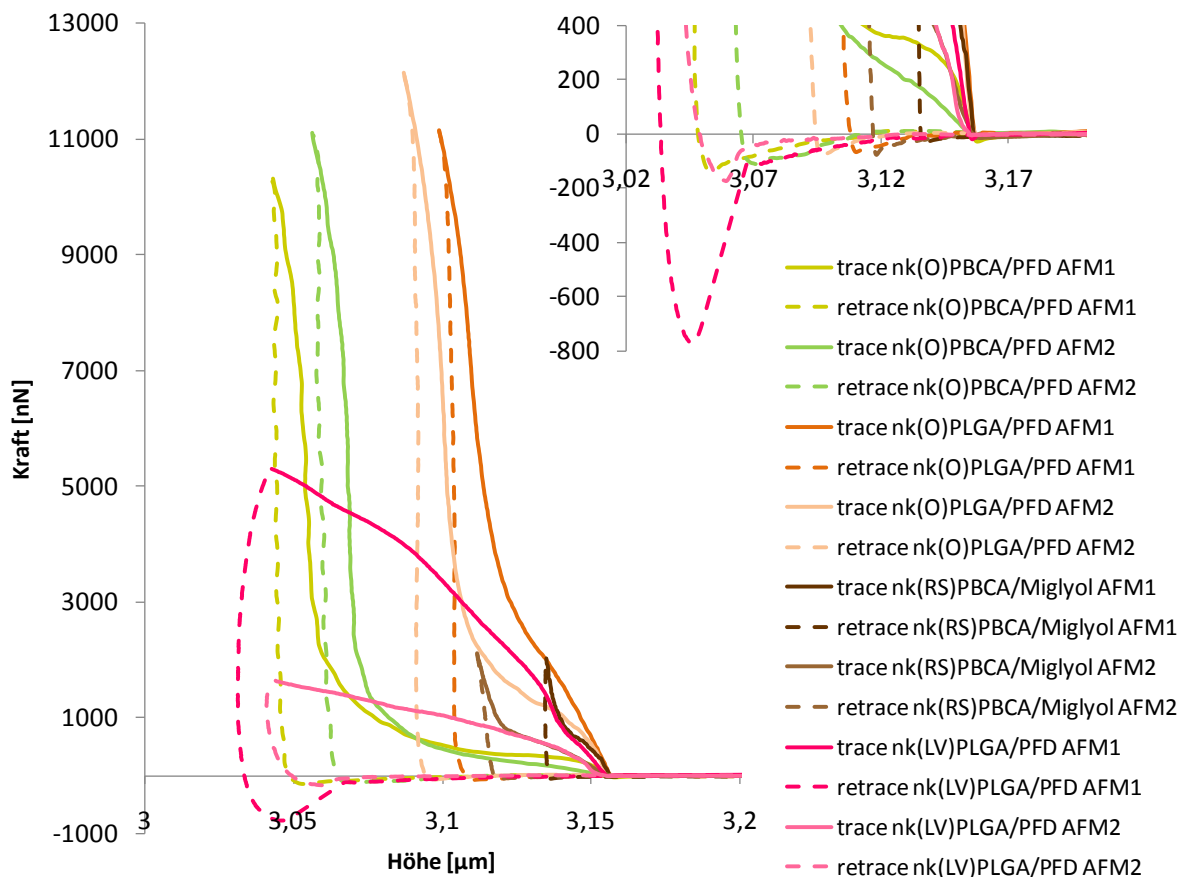 13000
11000
9000
7000
5000
3000
1000
-1000
Kraft [nN]
3
3,05
3,1
3,15
3,2
Höhe [µm]
400
200
0
-200
-400
-600
-800
3,02
3,07
3,12
3,17
trace nk(O)PBCA/PFD AFM1
retrace nk(O)PBCA/PFD AFM1
trace nk(O)PBCA/PFD AFM2
retrace nk(O)PBCA/PFD AFM2
trace nk(O)PLGA/PFD AFM1
retrace nk(O)PLGA/PFD AFM1
trace nk(O)PLGA/PFD AFM2
retrace nk(O)PLGA/PFD AFM2
trace nk(RS)PBCA/Miglyol AFM1
retrace nk(RS)PBCA/Miglyol AFM1
trace nk(RS)PBCA/Miglyol AFM2
retrace nk(RS)PBCA/Miglyol AFM2
trace nk(LV)PLGA/PFD AFM1
retrace nk(LV)PLGA/PFD AFM1
trace nk(LV)PLGA/PFD AFM2
retrace nk(LV)PLGA/PFD AFM2